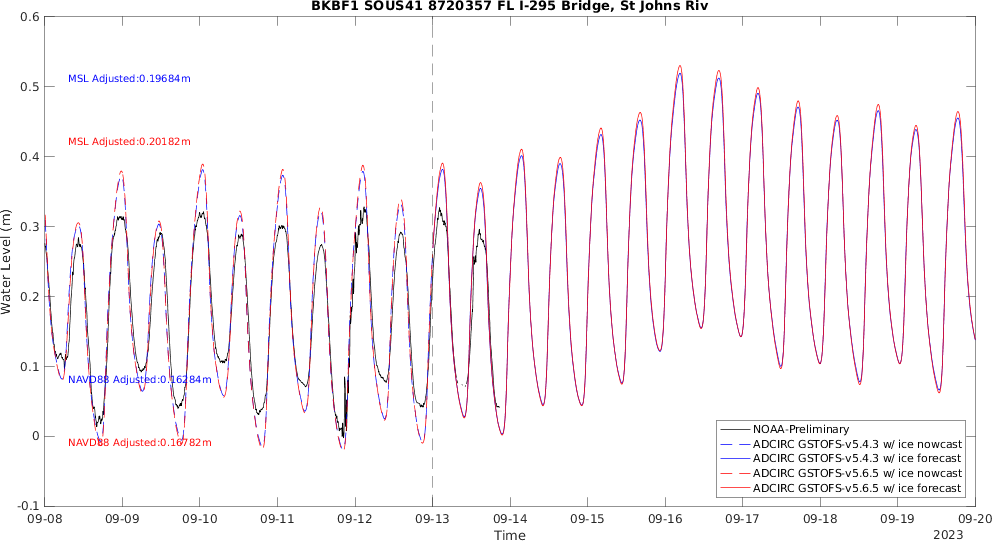 BKBF1 SOUS41 8720357 FL I-295 Bridge, St Johns Riv
0.6
0.5
0.4
0.3
0.2
0.1
0
-0.1
Water Level (m)
MSL Adjusted:0.19684m
MSL Adjusted:0.20182m
NAVD88 Adjusted:0.16284m
NAVD88 Adjusted:0.16782m
NOAA-Preliminary
ADCIRC GSTOFS-v5.4.3 w/ ice nowcast
ADCIRC GSTOFS-v5.4.3 w/ ice forecast
ADCIRC GSTOFS-v5.6.5 w/ ice nowcast
ADCIRC GSTOFS-v5.6.5 w/ ice forecast
09-08 09-09 09-10 09-11 09-12 09-13 09-14 09-15 09-16 09-17 09-18 09-19 09-20
Time
2023